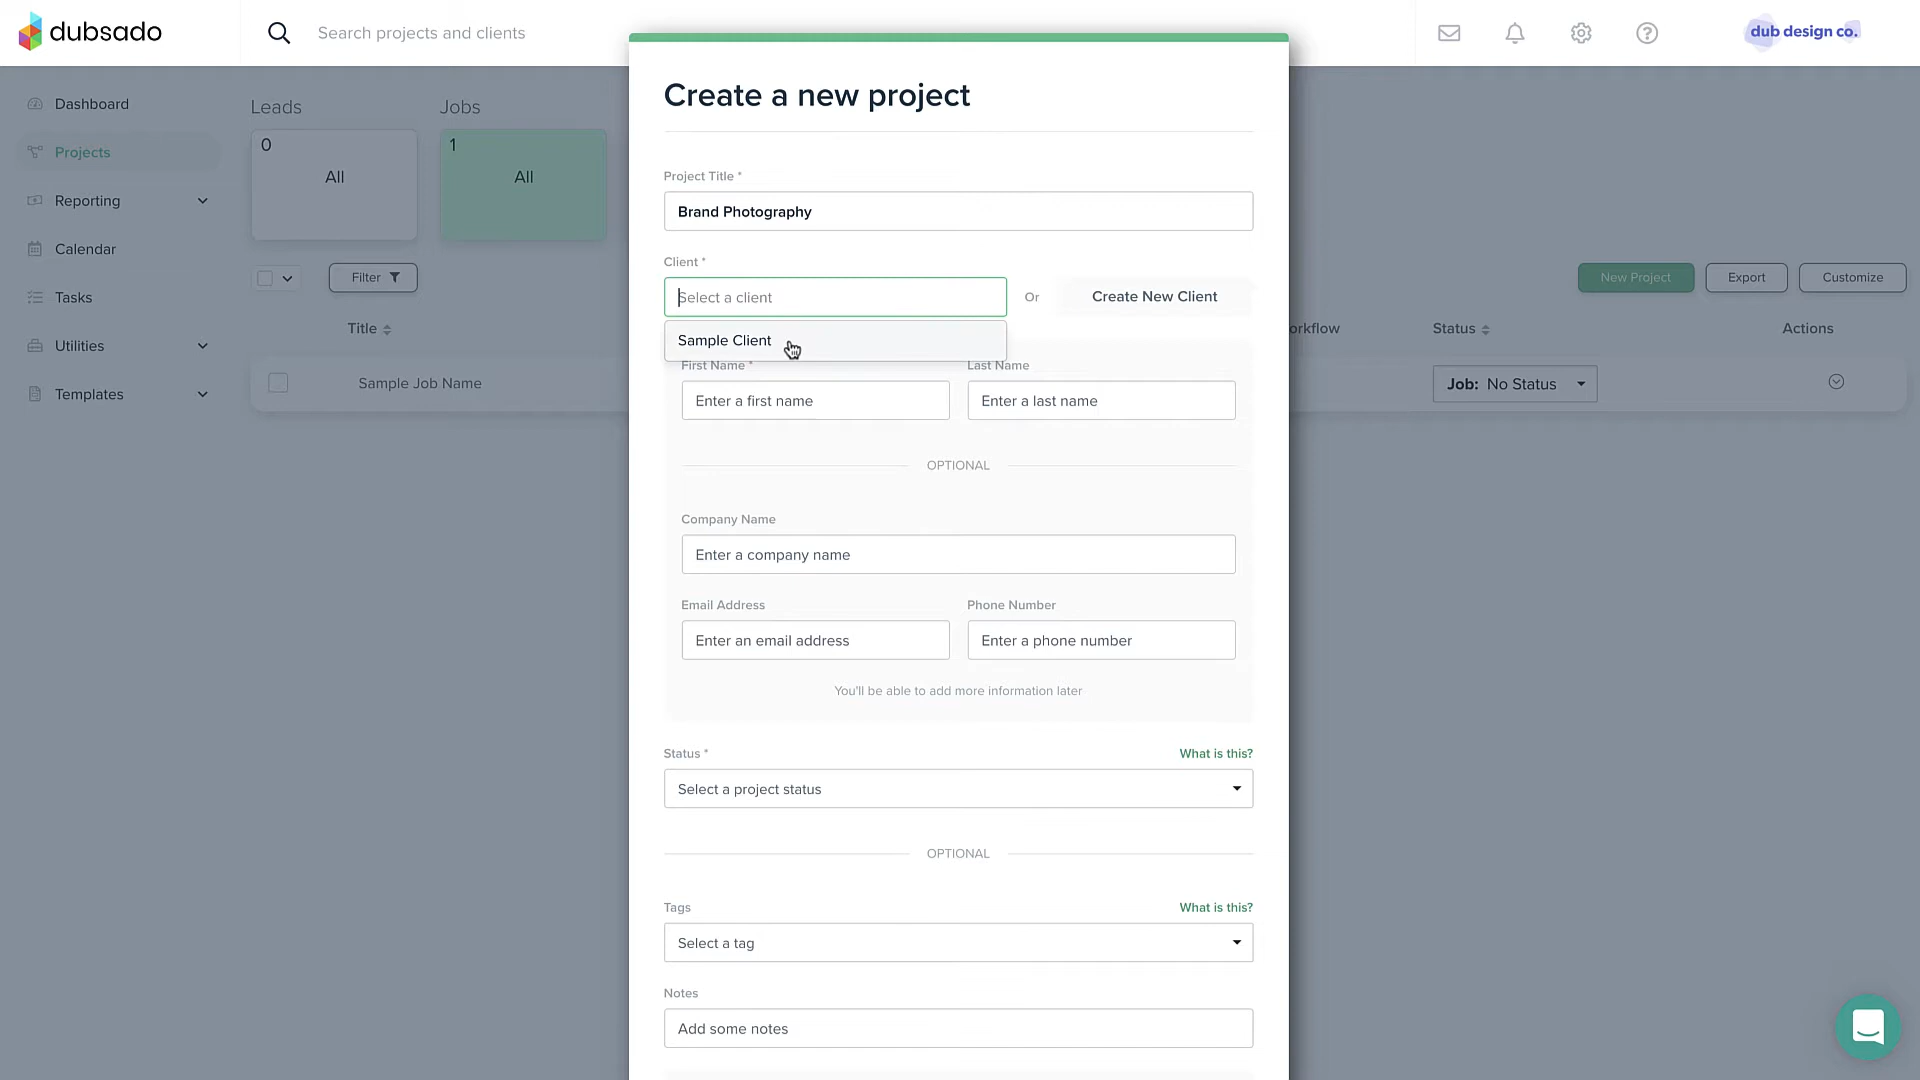 dubsado
Search projects and clients
dub design co.
Dashboard
Projects
Reporting
Calendar
Tasks
Utilities
Templates
Leads
0
All
Jobs
1
All
Filter
New Project
Export
Customize
Title
orkflow
Status
Actions
Sample Job Name
Job: No Status
Create a new project
Project Title *
Brand Photography
Client *
Select a client
Or
Create New Client
Sample Client
First Name *
Last Name
Enter a first name
Enter a last name
OPTIONAL
Company Name
Enter a company name
Email Address
Phone Number
Enter an email address
Enter a phone number
You'll be able to add more information later
Status *
What is this?
Select a project status
OPTIONAL
Tags
What is this?
Select a tag
Notes
Add some notes